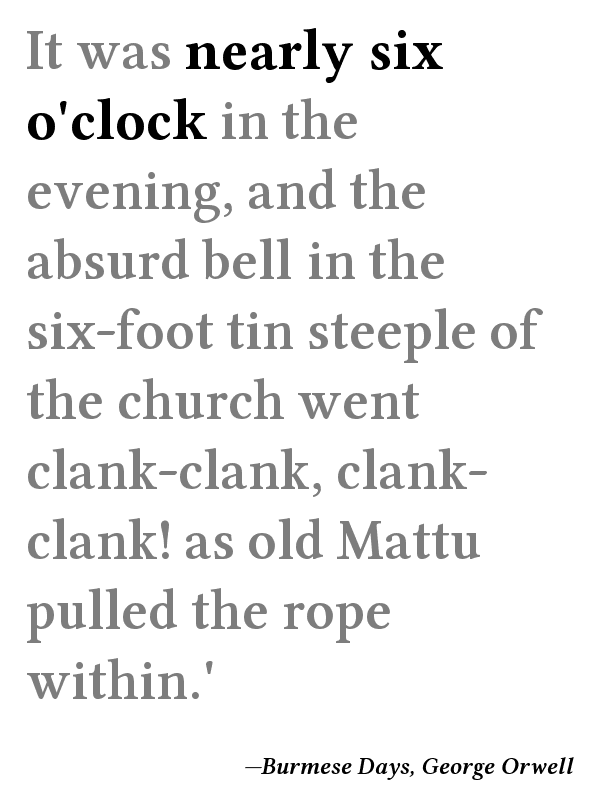 It was nearly six
o'clock in the
evening, and the
absurd bell in the
six-foot tin steeple of
the church went
clank-clank, clank-
clank! as old Mattu
pulled the rope
within.'
—Burmese Days, George Orwell